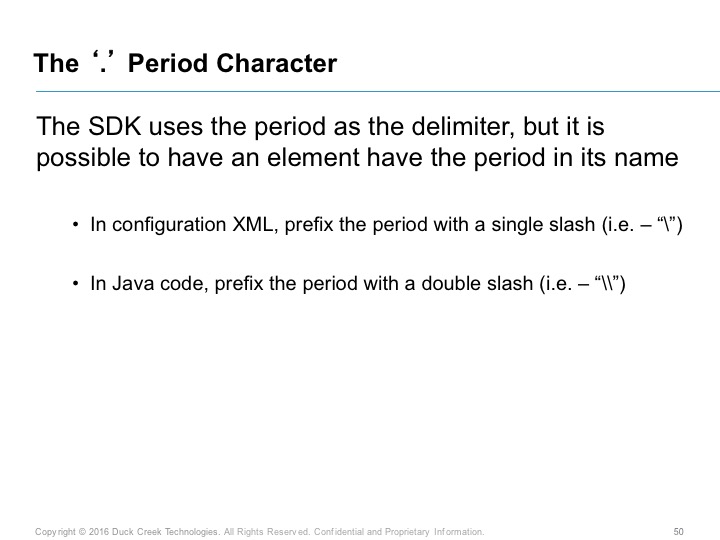 The ‘.’ Period Character
The SDK uses the period as the delimiter, but it is
possible to have an element have the period in its name
• In configuration XML, prefix the period with a single slash (i.e. – “\”)
• In Java code, prefix the period with a double slash (i.e. – “\\”)
Copyright © 2016 Duck Creek Technologies. All Rights Reserved. Confidential and Proprietary Information.
50